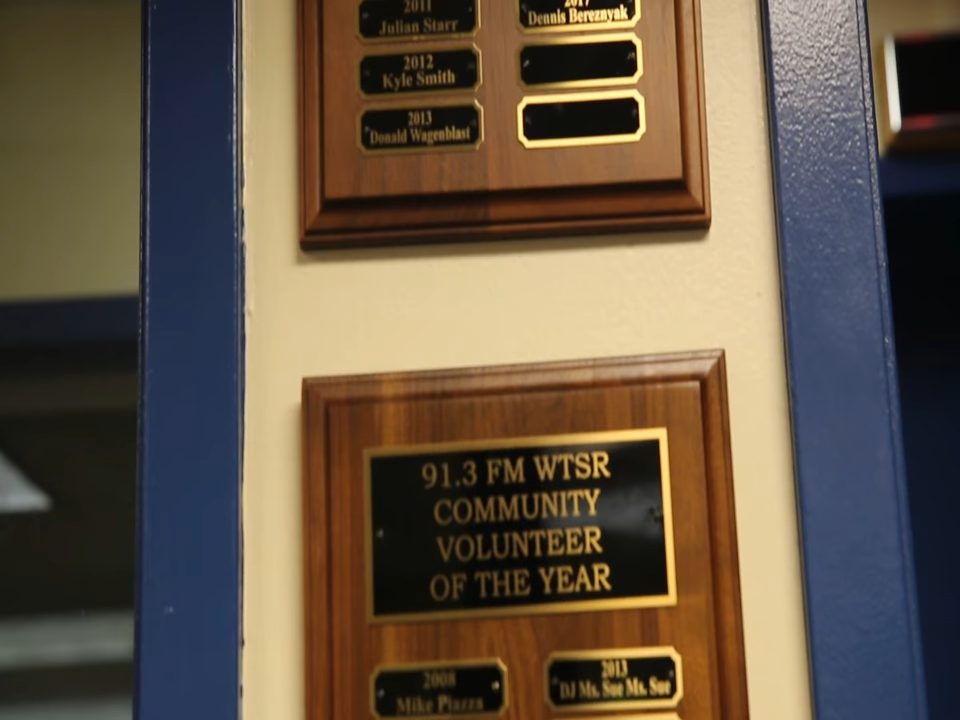 2011
Julian Starr
2012
Kyle Smith
2013
Donald Wagenblast
2017
Dennis Bereznyak
91.3 FM WTSR
COMMUNITY
VOLUNTEER
OF THE YEAR
2008
Mike Piazza
2013
DJ Ms. Sue Ms. Sue